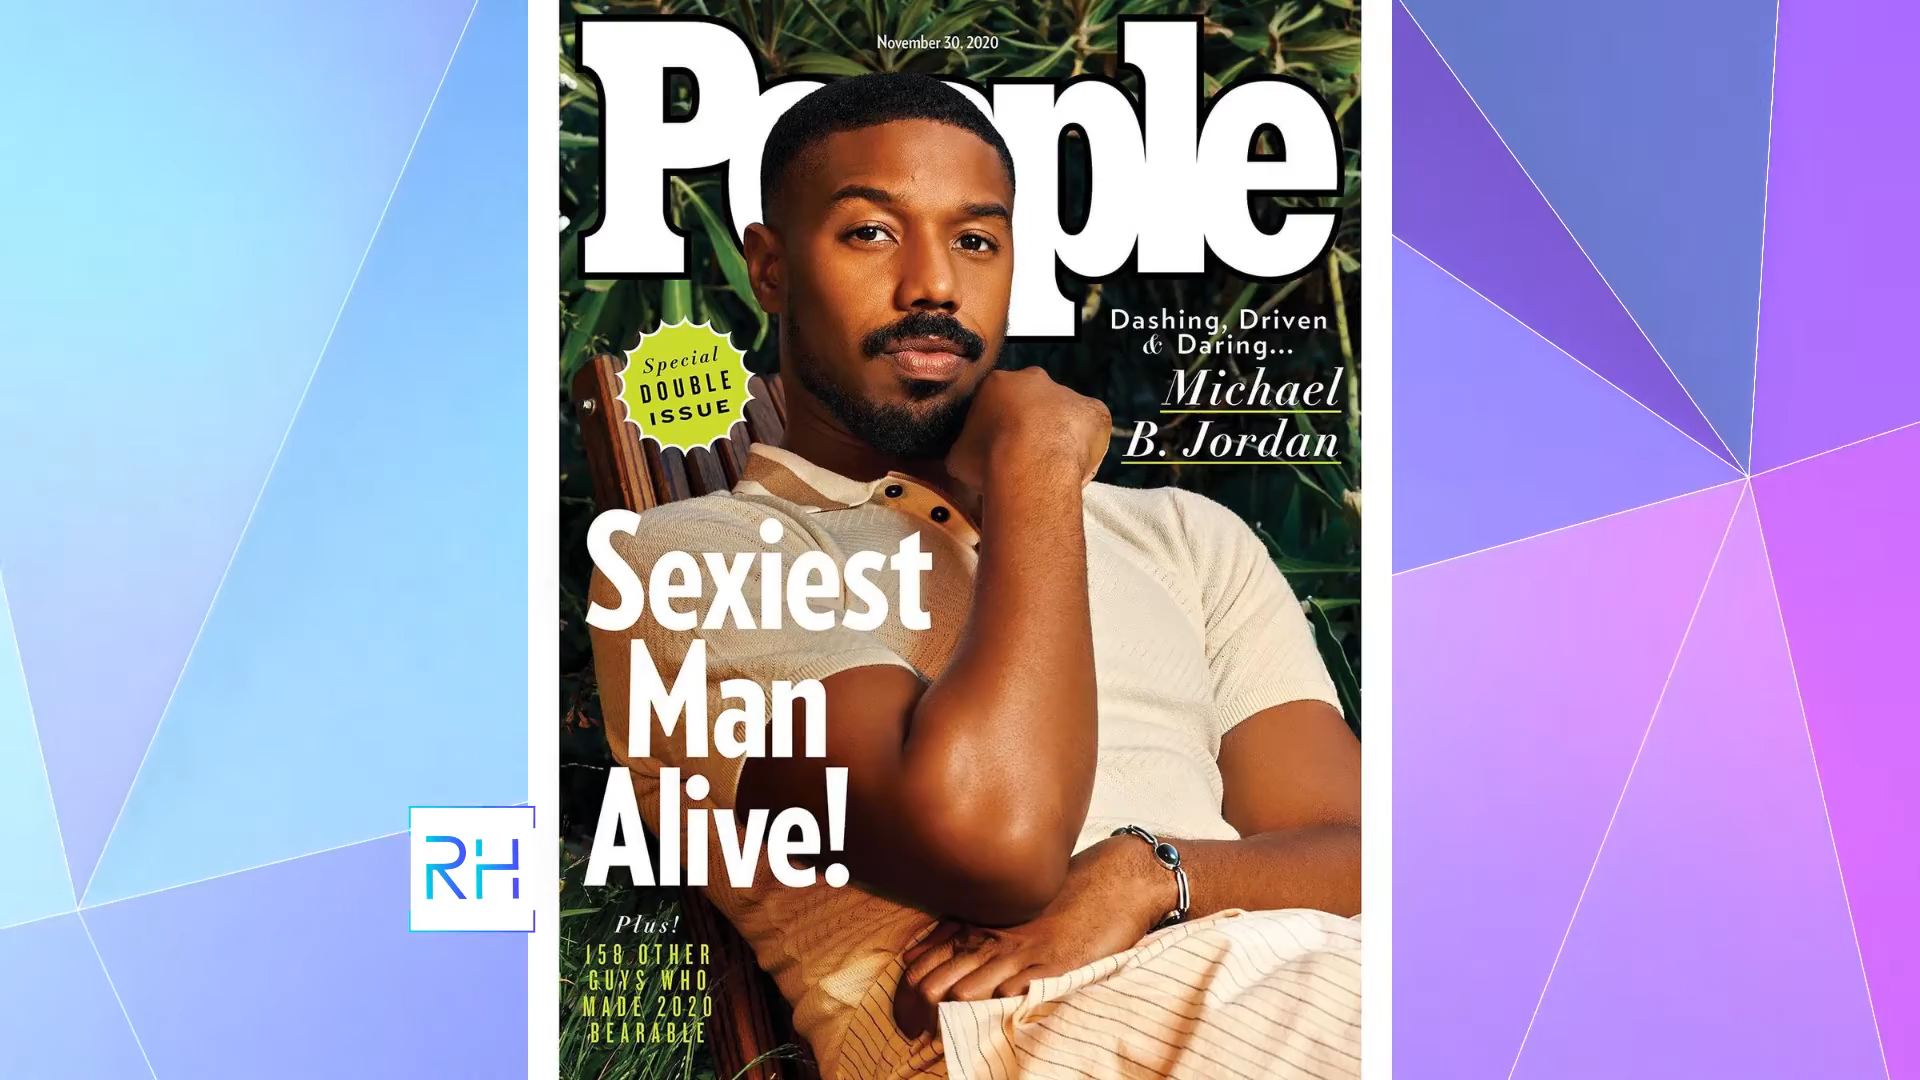 November 30, 2020
People
Special
DOUBLE
ISSUE
Dashing, Driven
& Daring...
Michael
B. Jordan
Sexiest
Man
Alive!
Plus!
158 OTHER
GUYS WHO
MADE 2020
BEARABLE
RH